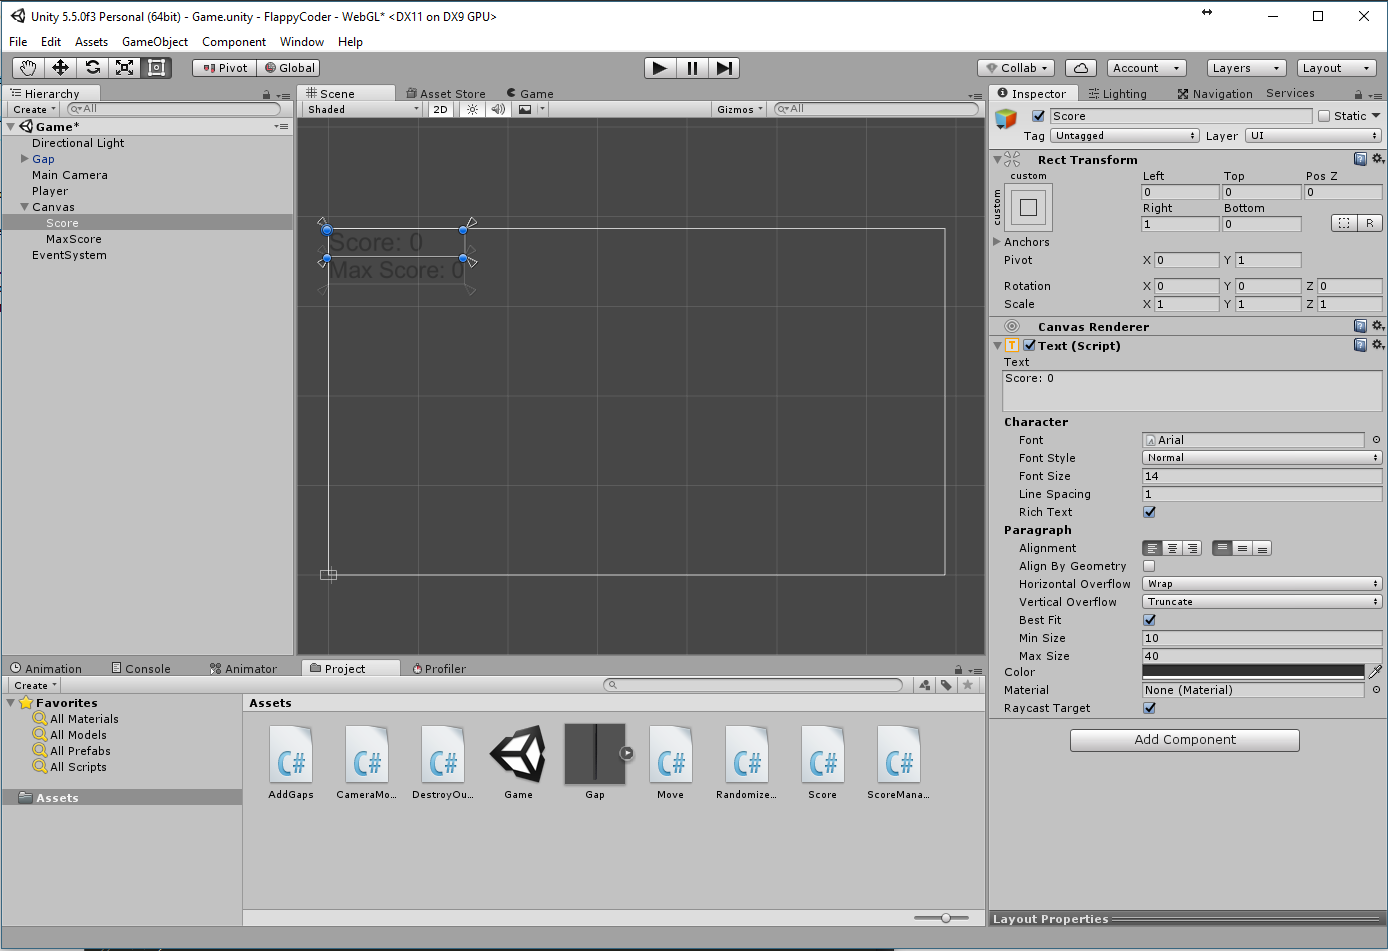 Unity 5.5.0f3 Personal (64bit) - Game.unity - FlappyCoder - WebGL* <DX11 on DX9 GPU>
File Edit Assets GameObject Component Window Help
Pivot Global Collab Account Layers Layout
Hierarchy
Create All
Game*
Directional Light
Gap
Main Camera
Player
Canvas
Score
MaxScore
EventSystem
Scene Asset Store Game
Shaded 2D Gizmos All
Score: 0
Max Score: 0
Inspector Lighting Navigation Services
Score Static
Tag Untagged Layer UI
Rect Transform
custom Left Top Pos Z
custom 0 0 0
Right Bottom
1 0 R
Anchors
Pivot X 0 Y 1
Rotation X 0 Y 0 Z 0
Scale X 1 Y 1 Z 1
Canvas Renderer
T Text (Script)
Text
Score: 0
Character
Font Arial
Font Style Normal
Font Size 14
Line Spacing 1
Rich Text
Paragraph
Alignment
Align By Geometry
Horizontal Overflow Wrap
Vertical Overflow Truncate
Best Fit
Min Size 10
Max Size 40
Color
Material None (Material)
Raycast Target
Add Component
Layout Properties
Animation Console Animator Project Profiler
Create
Favorites
All Materials
All Models
All Prefabs
All Scripts
Assets
Assets
C# C# C# C# C# C# C#
AddGaps CameraMo... DestroyOu... Game Gap Move Randomize... Score ScoreMana...